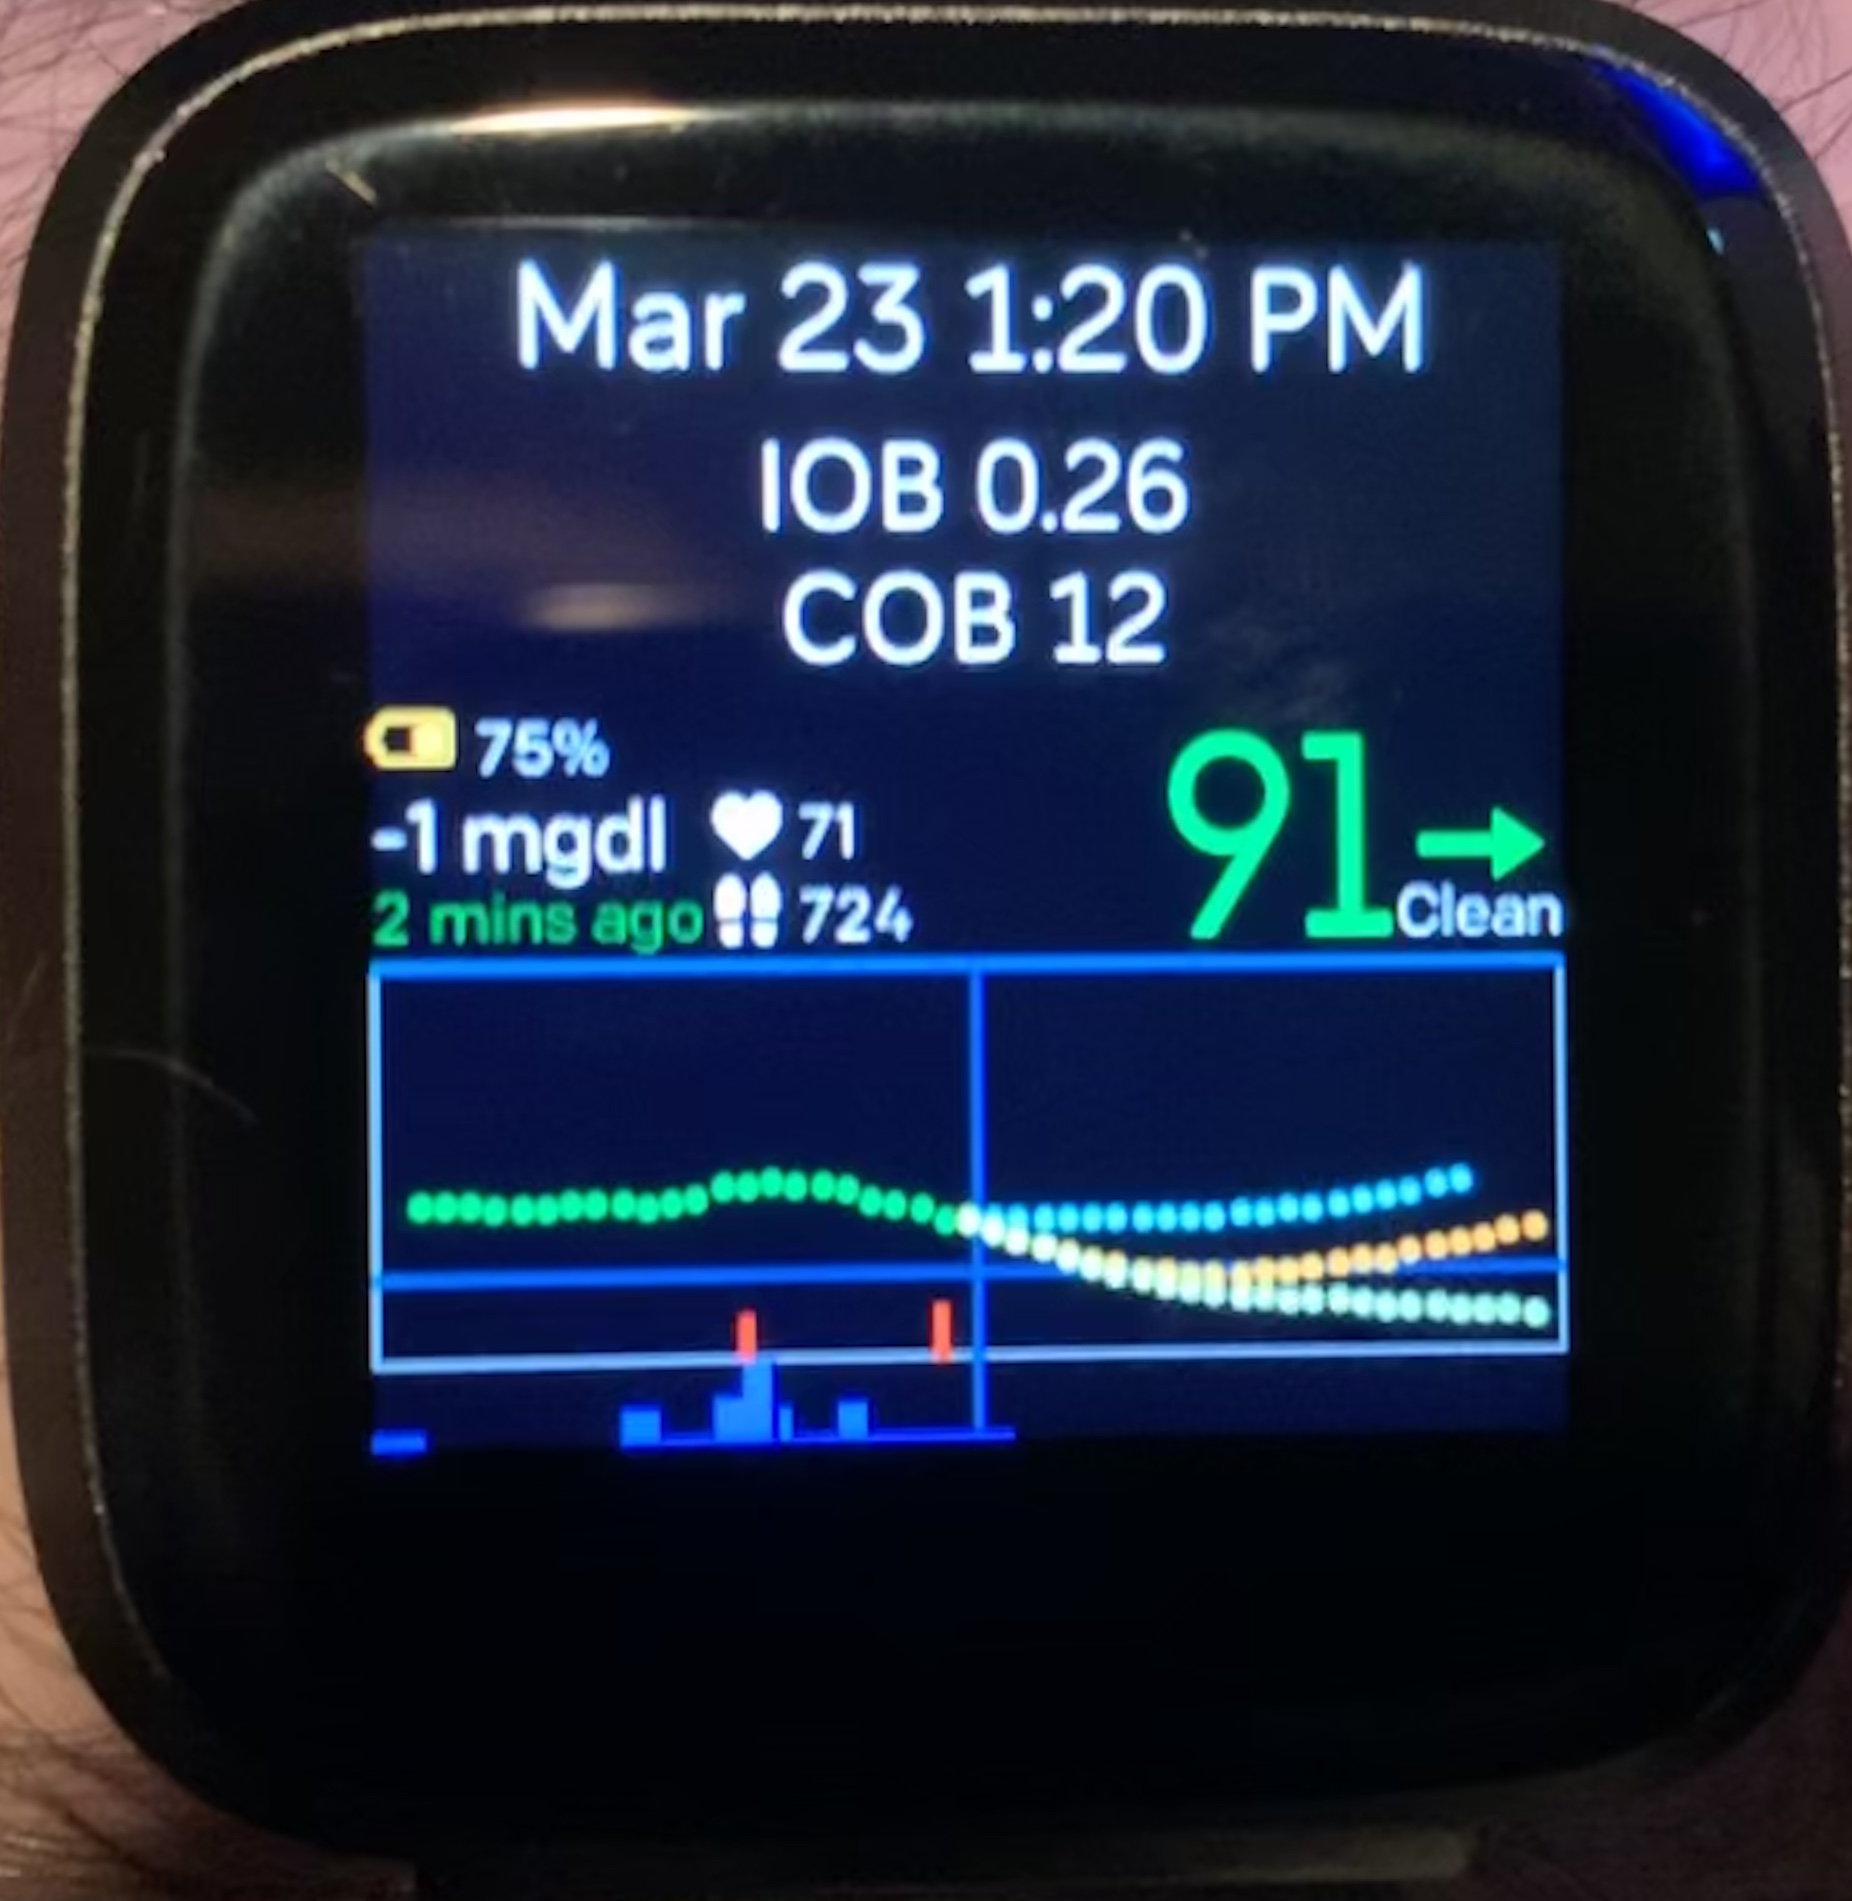 Mar 23 1:20 PM
IOB 0.26
COB 12
75%
-1 mgdl 71
2 mins ago 724
91
Clean